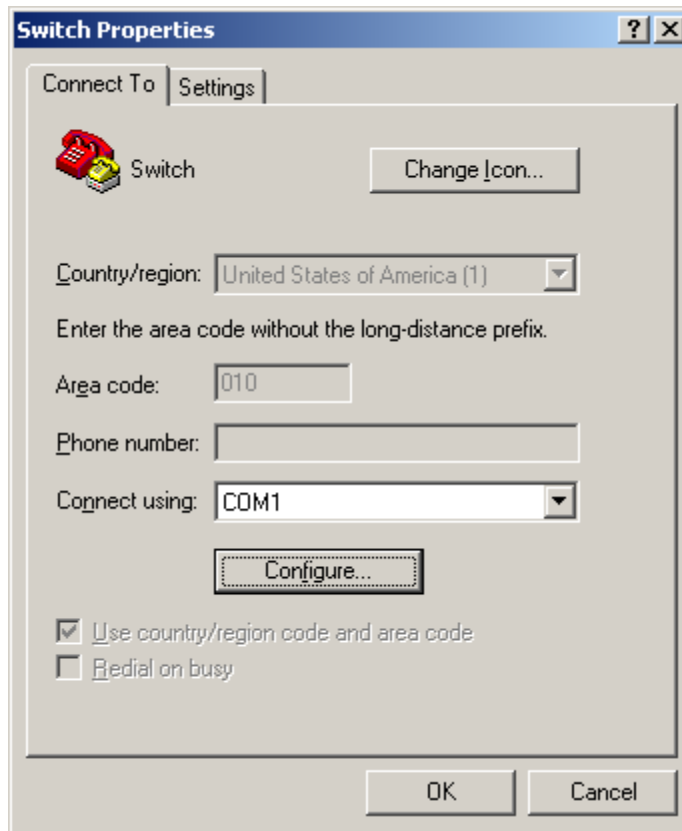 Switch Properties
Connect To Settings
Switch Change Icon...
Country/region: United States of America (1)
Enter the area code without the long-distance prefix.
Area code: 010
Phone number:
Connect using: COM1
Configure...
Use country/region code and area code
Redial on busy
OK Cancel